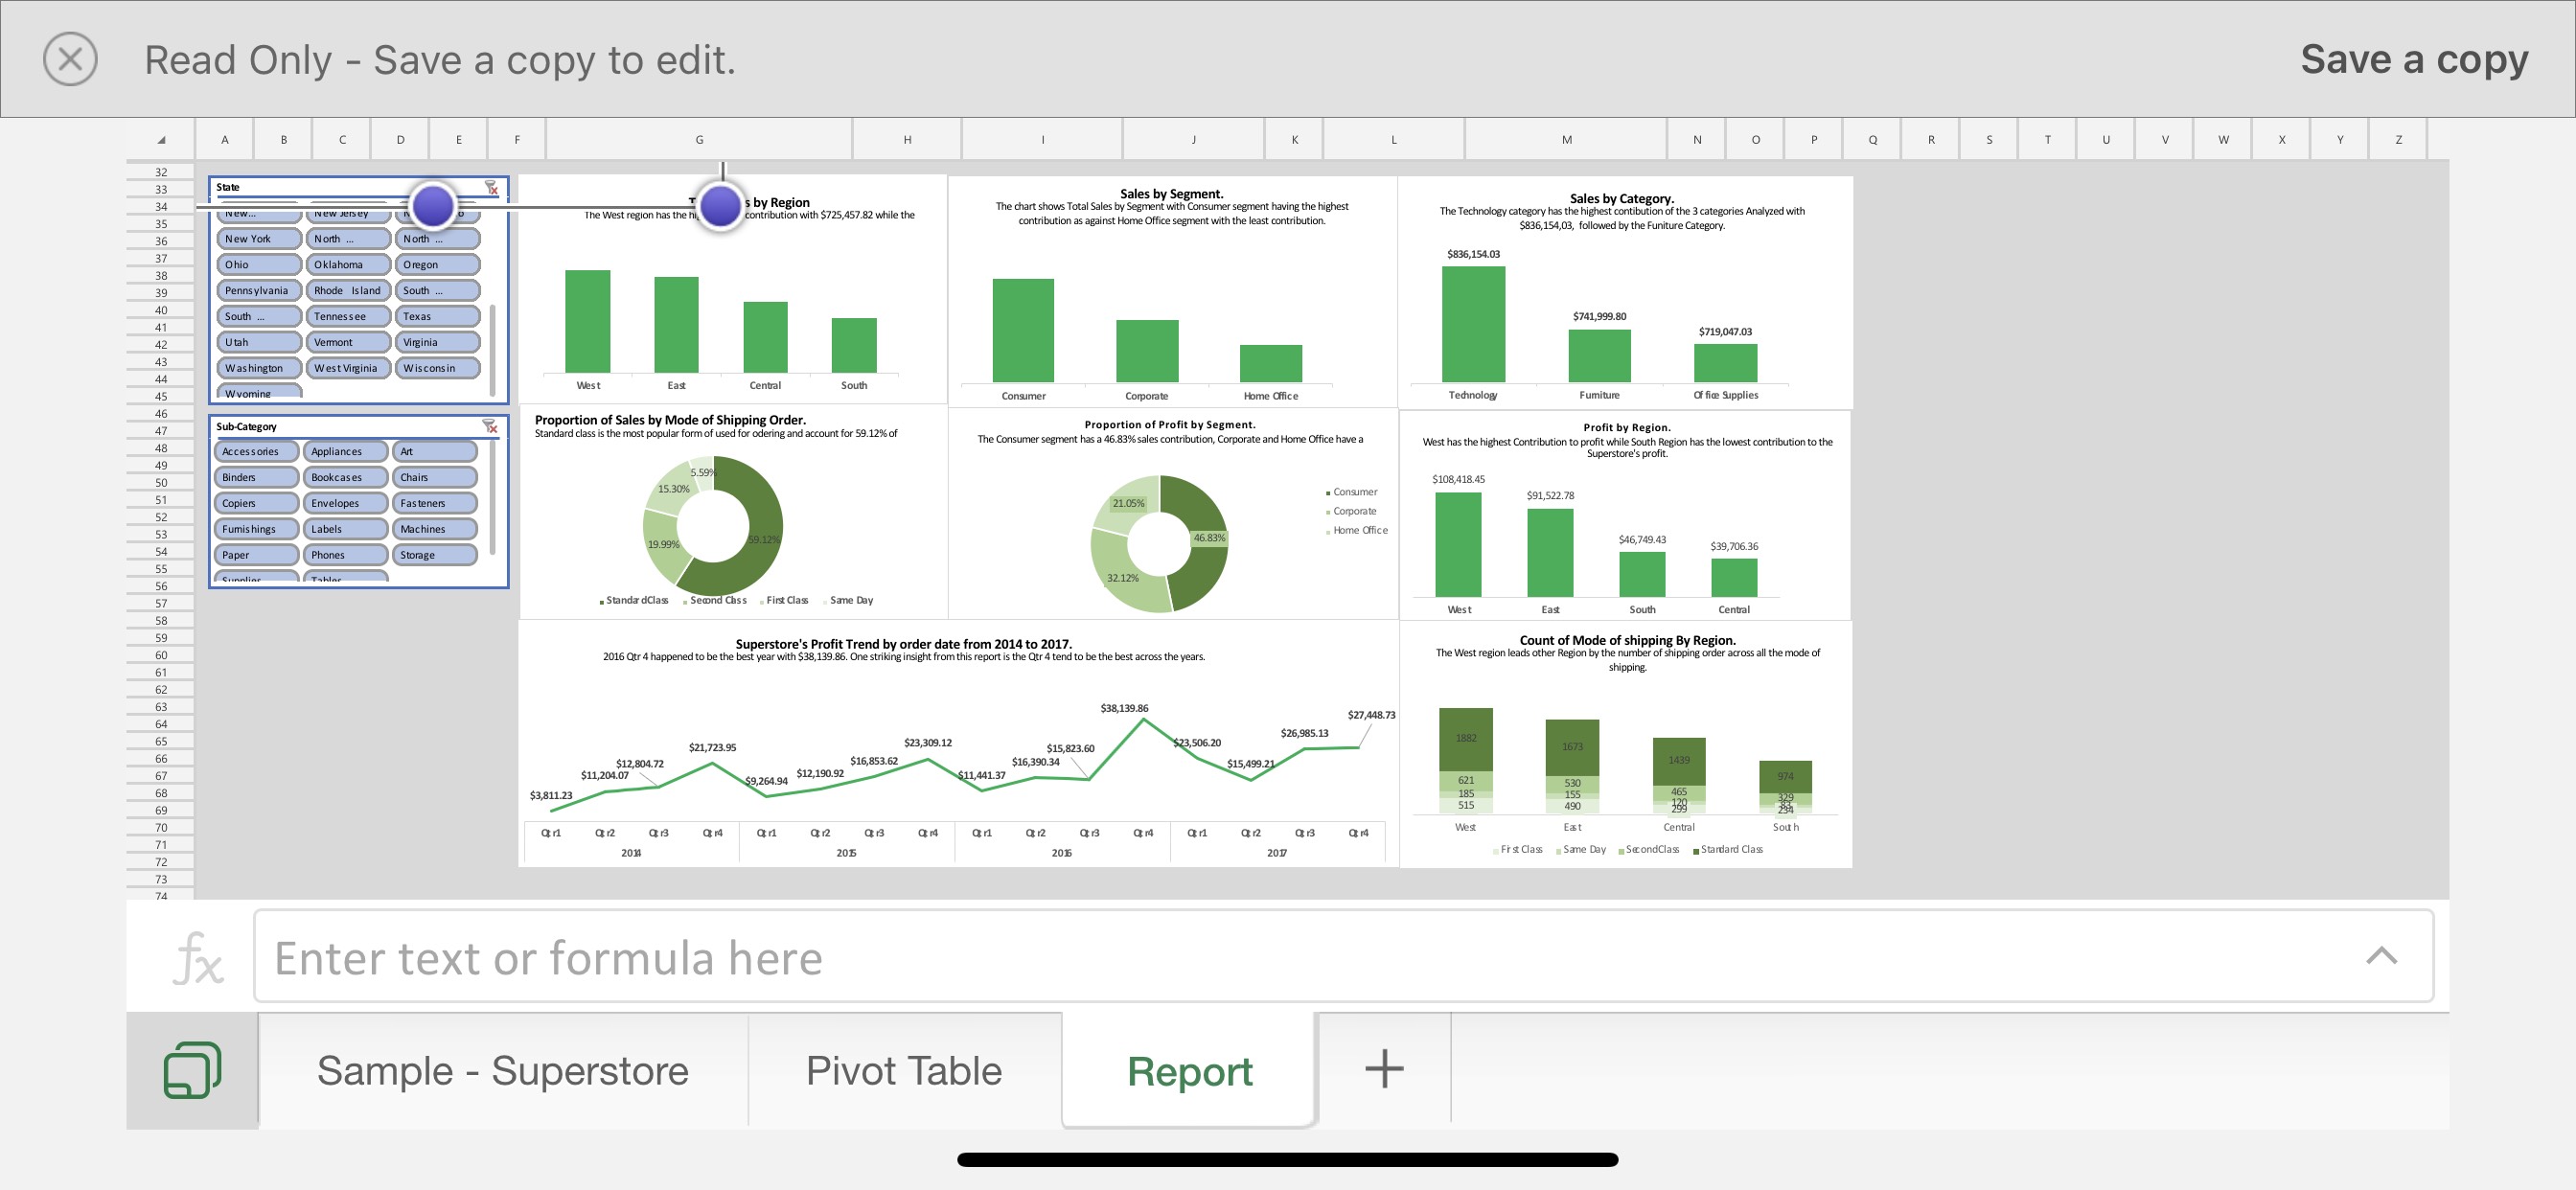 Read Only - Save a copy to edit.
Save a copy
A B C D E F G H I J K L M N O P Q R S T U V W X Y Z
32
33
34
35
36
37
38
39
40
41
42
43
44
45
46
47
48
49
50
51
52
53
54
55
56
57
58
59
60
61
62
63
64
65
66
67
68
69
70
71
72
73
74
State
New... New Jersey
New York North ... North ...
Ohio Oklahoma Oregon
Pennsylvania Rhode Island South ...
South ... Tennessee Texas
Utah Vermont Virginia
Washington West Virginia Wisconsin
Wyoming
Sub-Category
Accessories Appliances Art
Binders Bookcases Chairs
Copiers Envelopes Fasteners
Furnishings Labels Machines
Paper Phones Storage
Supplies Tables
s by Region
The West region has the contribution with $725,457.82 while the
West East Central South
Sales by Segment.
The chart shows Total Sales by Segment with Consumer segment having the highest
contribution as against Home Office segment with the least contribution.
Consumer Corporate Home Office
Sales by Category.
The Technology category has the highest contibution of the 3 categories Analyzed with
$836,154,03, followed by the Funiture Category.
$836,154.03
$741,999.80
$719,047.03
Technology Furniture Office Supplies
Proportion of Sales by Mode of Shipping Order.
Standard class is the most popular form of used for odering and account for 59.12% of
5.59%
15.30%
19.99%
59.12%
Standard Class Second Class First Class Same Day
Proportion of Profit by Segment.
The Consumer segment has a 46.83% sales contribution, Corporate and Home Office have a
21.05%
46.83%
32.12%
Consumer
Corporate
Home Office
Profit by Region.
West has the highest Contribution to profit while South Region has the lowest contribution to the
Superstore's profit.
$108,418.45
$91,522.78
$46,749.43
$39,706.36
West East South Central
Superstore's Profit Trend by order date from 2014 to 2017.
2016 Qtr 4 happened to be the best year with $38,139.86. One striking insight from this report is the Qtr 4 tend to be the best across the years.
$3,811.23
$11,204.07
$12,804.72
$21,723.95
$9,264.94
$12,190.92
$16,853.62
$23,309.12
$11,441.37
$16,390.34
$15,823.60
$38,139.86
$23,506.20
$15,499.21
$26,985.13
$27,448.73
Qtr1 Qtr2 Qtr3 Qtr4 Qtr1 Qtr2 Qtr3 Qtr4 Qtr1 Qtr2 Qtr3 Qtr4 Qtr1 Qtr2 Qtr3 Qtr4
2014 2015 2016 2017
Count of Mode of shipping By Region.
The West region leads other Region by the number of shipping order across all the mode of
shipping.
1882 1673 1439 974
621 530 465 329
185 155 120
515 490 299 234
West East Central South
First Class Same Day Second Class Standard Class
fx Enter text or formula here
Sample - Superstore Pivot Table Report +